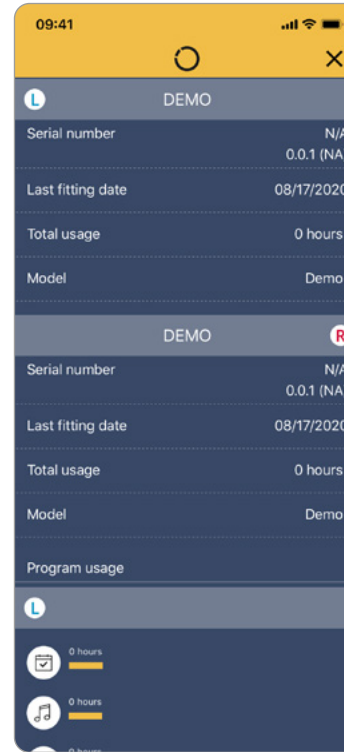 09:41
L DEMO
Serial number N/A
0.0.1 (NA
Last fitting date 08/17/2020
Total usage 0 hours
Model Demo
DEMO R
Serial number N/A
0.0.1 (NA
Last fitting date 08/17/2020
Total usage 0 hours
Model Demo
Program usage
L
0 hours
0 hours
0 hours